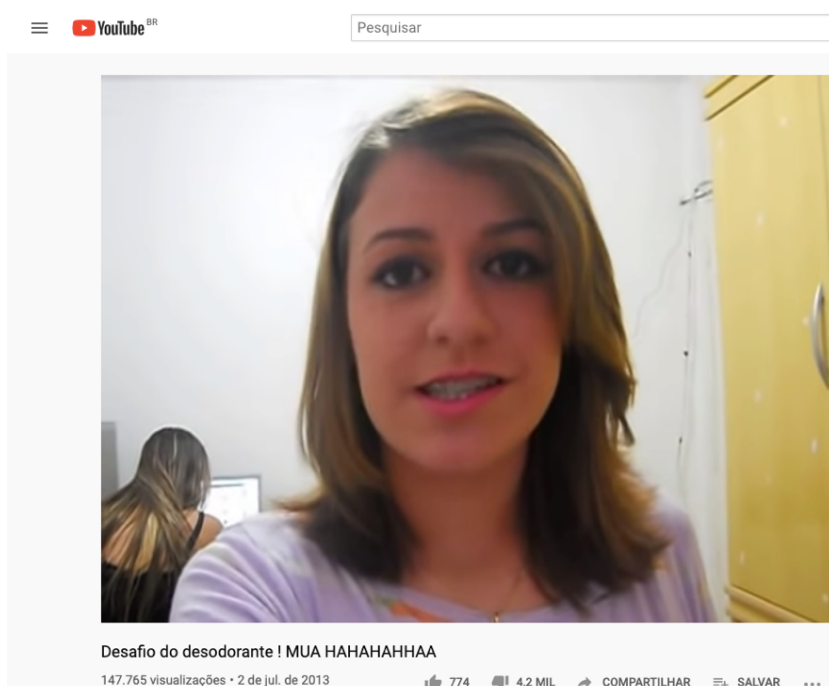 YouTube BR
Pesquisar
Desafio do desodorante ! MUA HAHAHAHHAA
147.765 visualizações • 2 de jul. de 2013 774 4,2 MIL COMPARTILHAR SALVAR